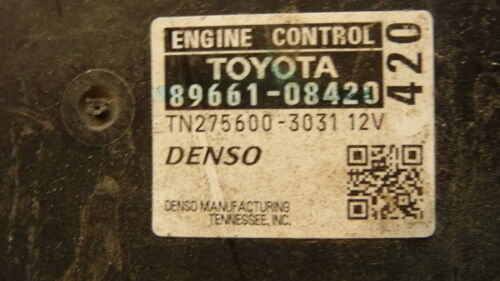 ENGINE CONTROL
TOYOTA
89661-08420
420
TN275600-3031 12V
DENSO
DENSO MANUFACTURING
TENNESSEE, INC.